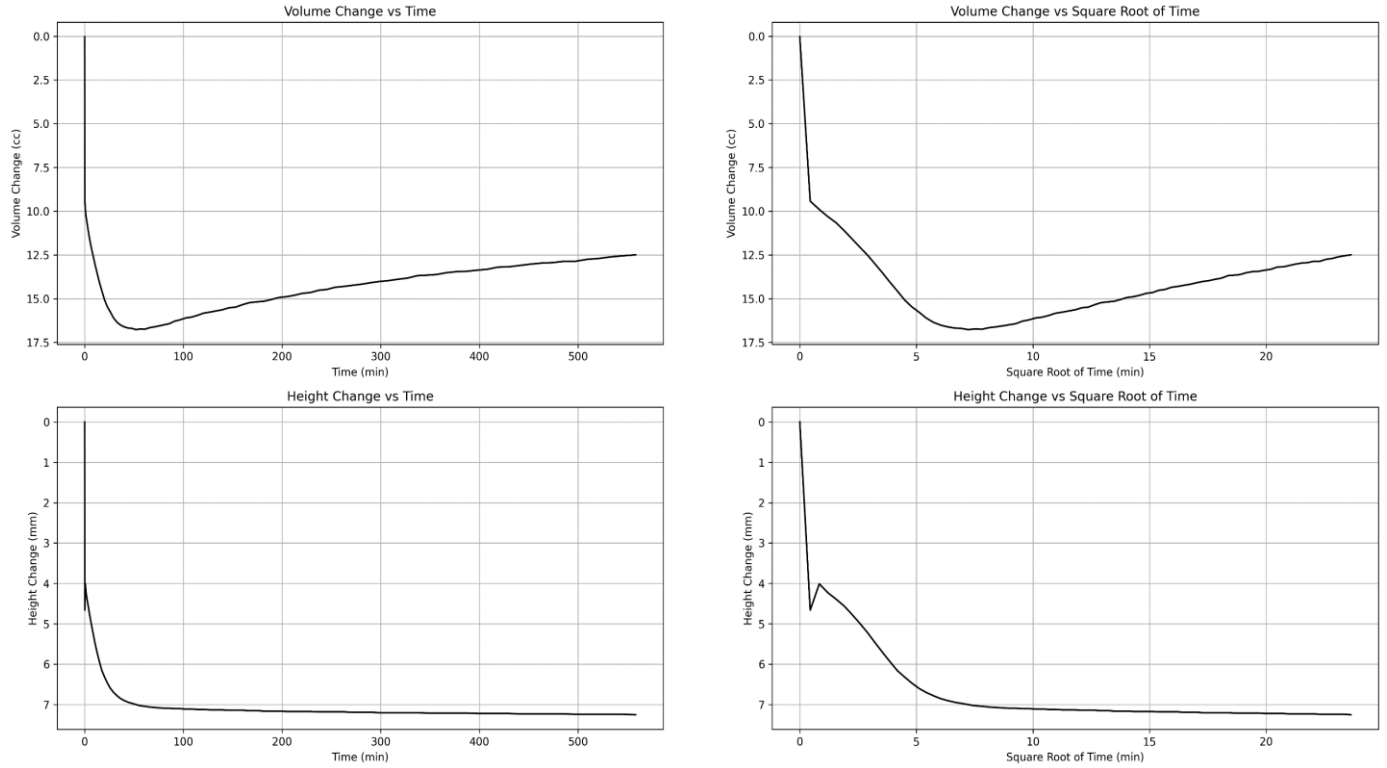 Volume Change vs Time
0.0
2.5
5.0
7.5
10.0
12.5
15.0
17.5
Volume Change (cc)
0 100 200 300 400 500
Time (min)
Volume Change vs Square Root of Time
0.0
2.5
5.0
7.5
10.0
12.5
15.0
17.5
Volume Change (cc)
0 5 10 15 20
Square Root of Time (min)
Height Change vs Time
0
1
2
3
4
5
6
7
Height Change (mm)
0 100 200 300 400 500
Time (min)
Height Change vs Square Root of Time
0
1
2
3
4
5
6
7
Height Change (mm)
0 5 10 15 20
Square Root of Time (min)